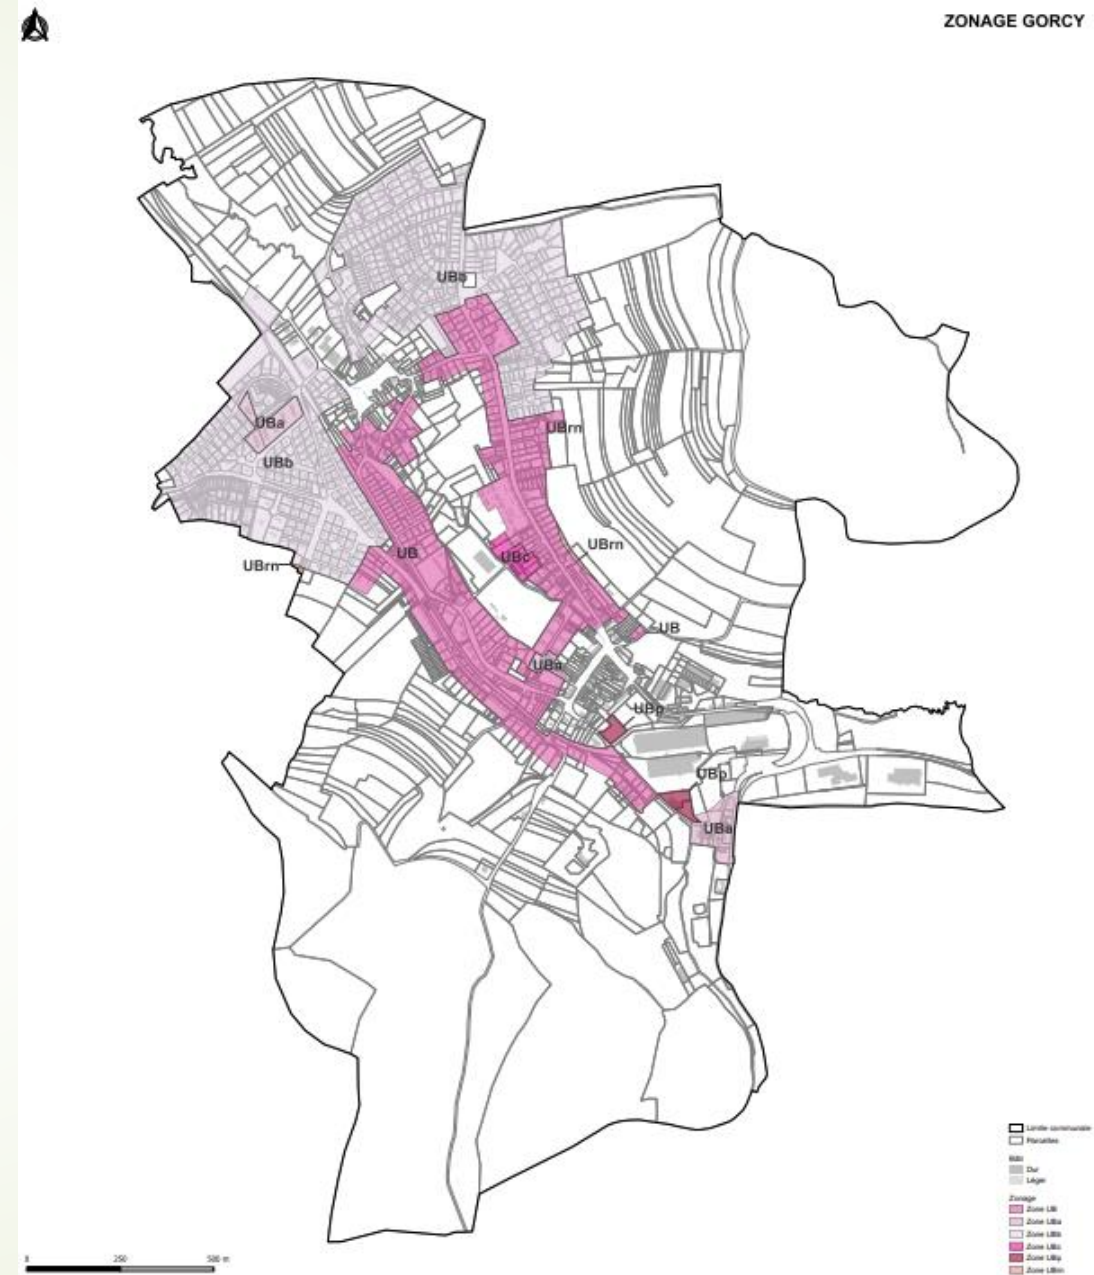 ZONAGE GORCY
UBb
UBa
UBrn
UBb
UBrn
UB
UBc
UBrn
UB
UBa
UBp
UBp
UBa
Limite communale
Parcelles
Bâti
Dur
Léger
Zonage
Zone UB
Zone UBa
Zone UBb
Zone UBc
Zone UBp
Zone UBrn
0 250 500 m